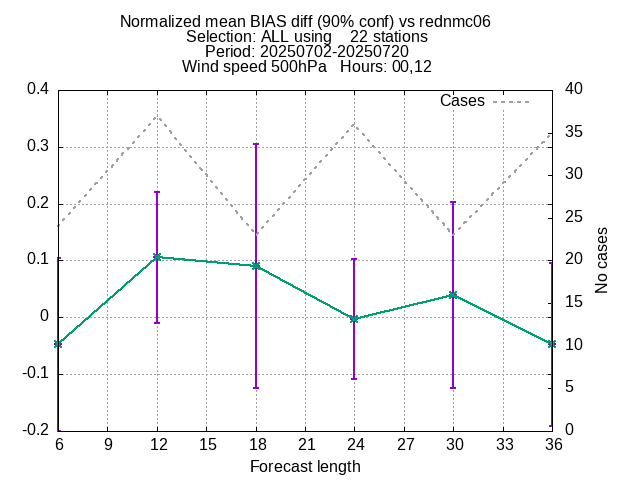 Normalized mean BIAS diff (90% conf) vs rednmc06
Selection: ALL using    22 stations
Period: 20250702-20250720
Wind speed 500hPa   Hours: 00,12
Cases
0.4
0.3
0.2
0.1
0
-0.1
-0.2
40
35
30
25
20
15
10
5
0
No cases
6 9 12 15 18 21 24 27 30 33 36
Forecast length